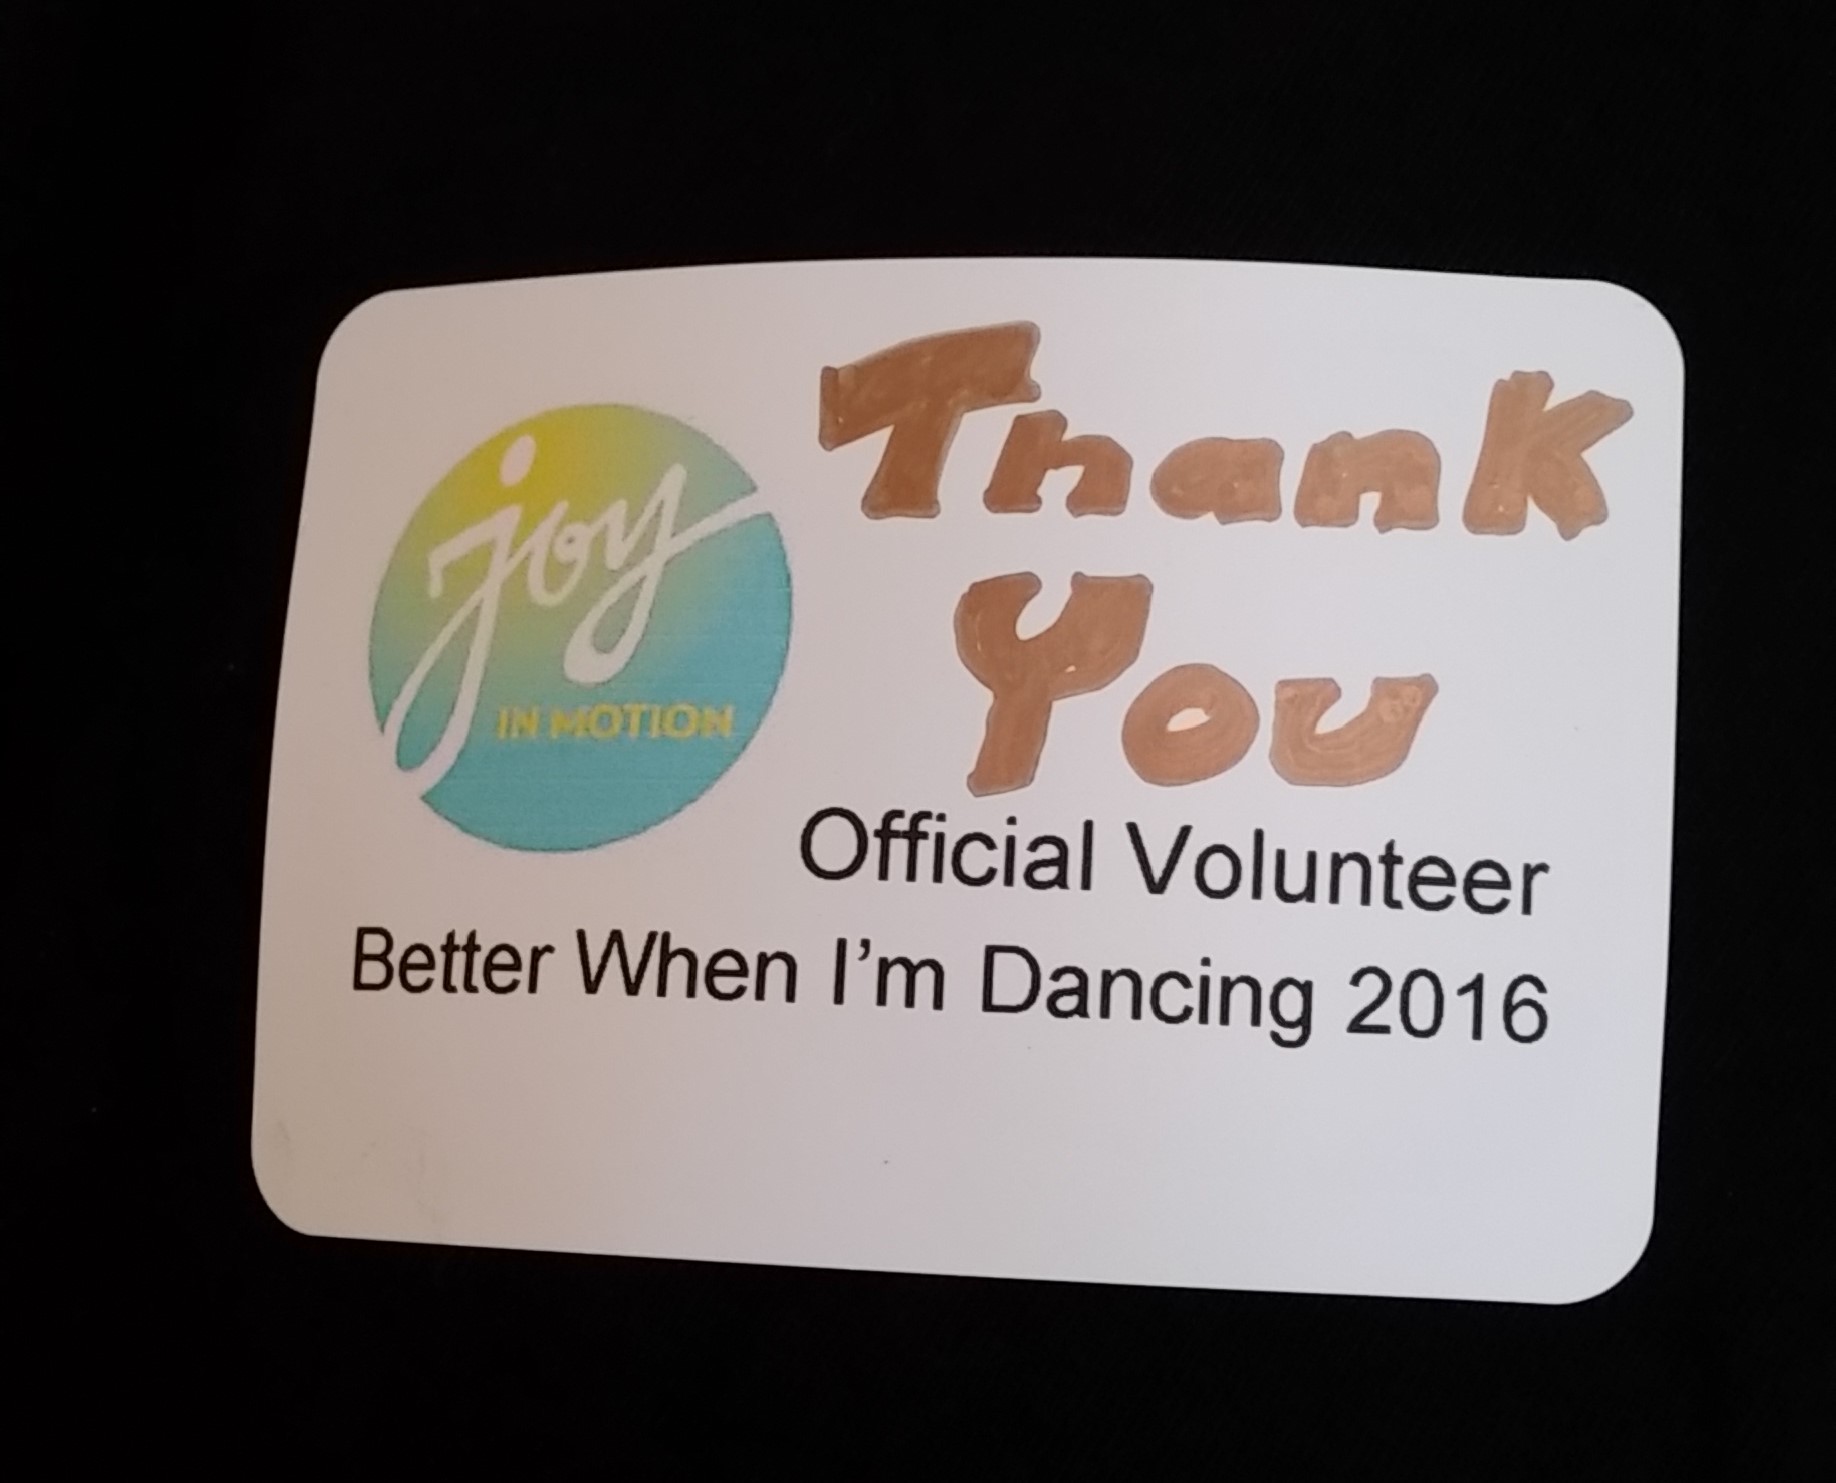 joy
IN MOTION
Thank
You
Official Volunteer
Better When I'm Dancing 2016